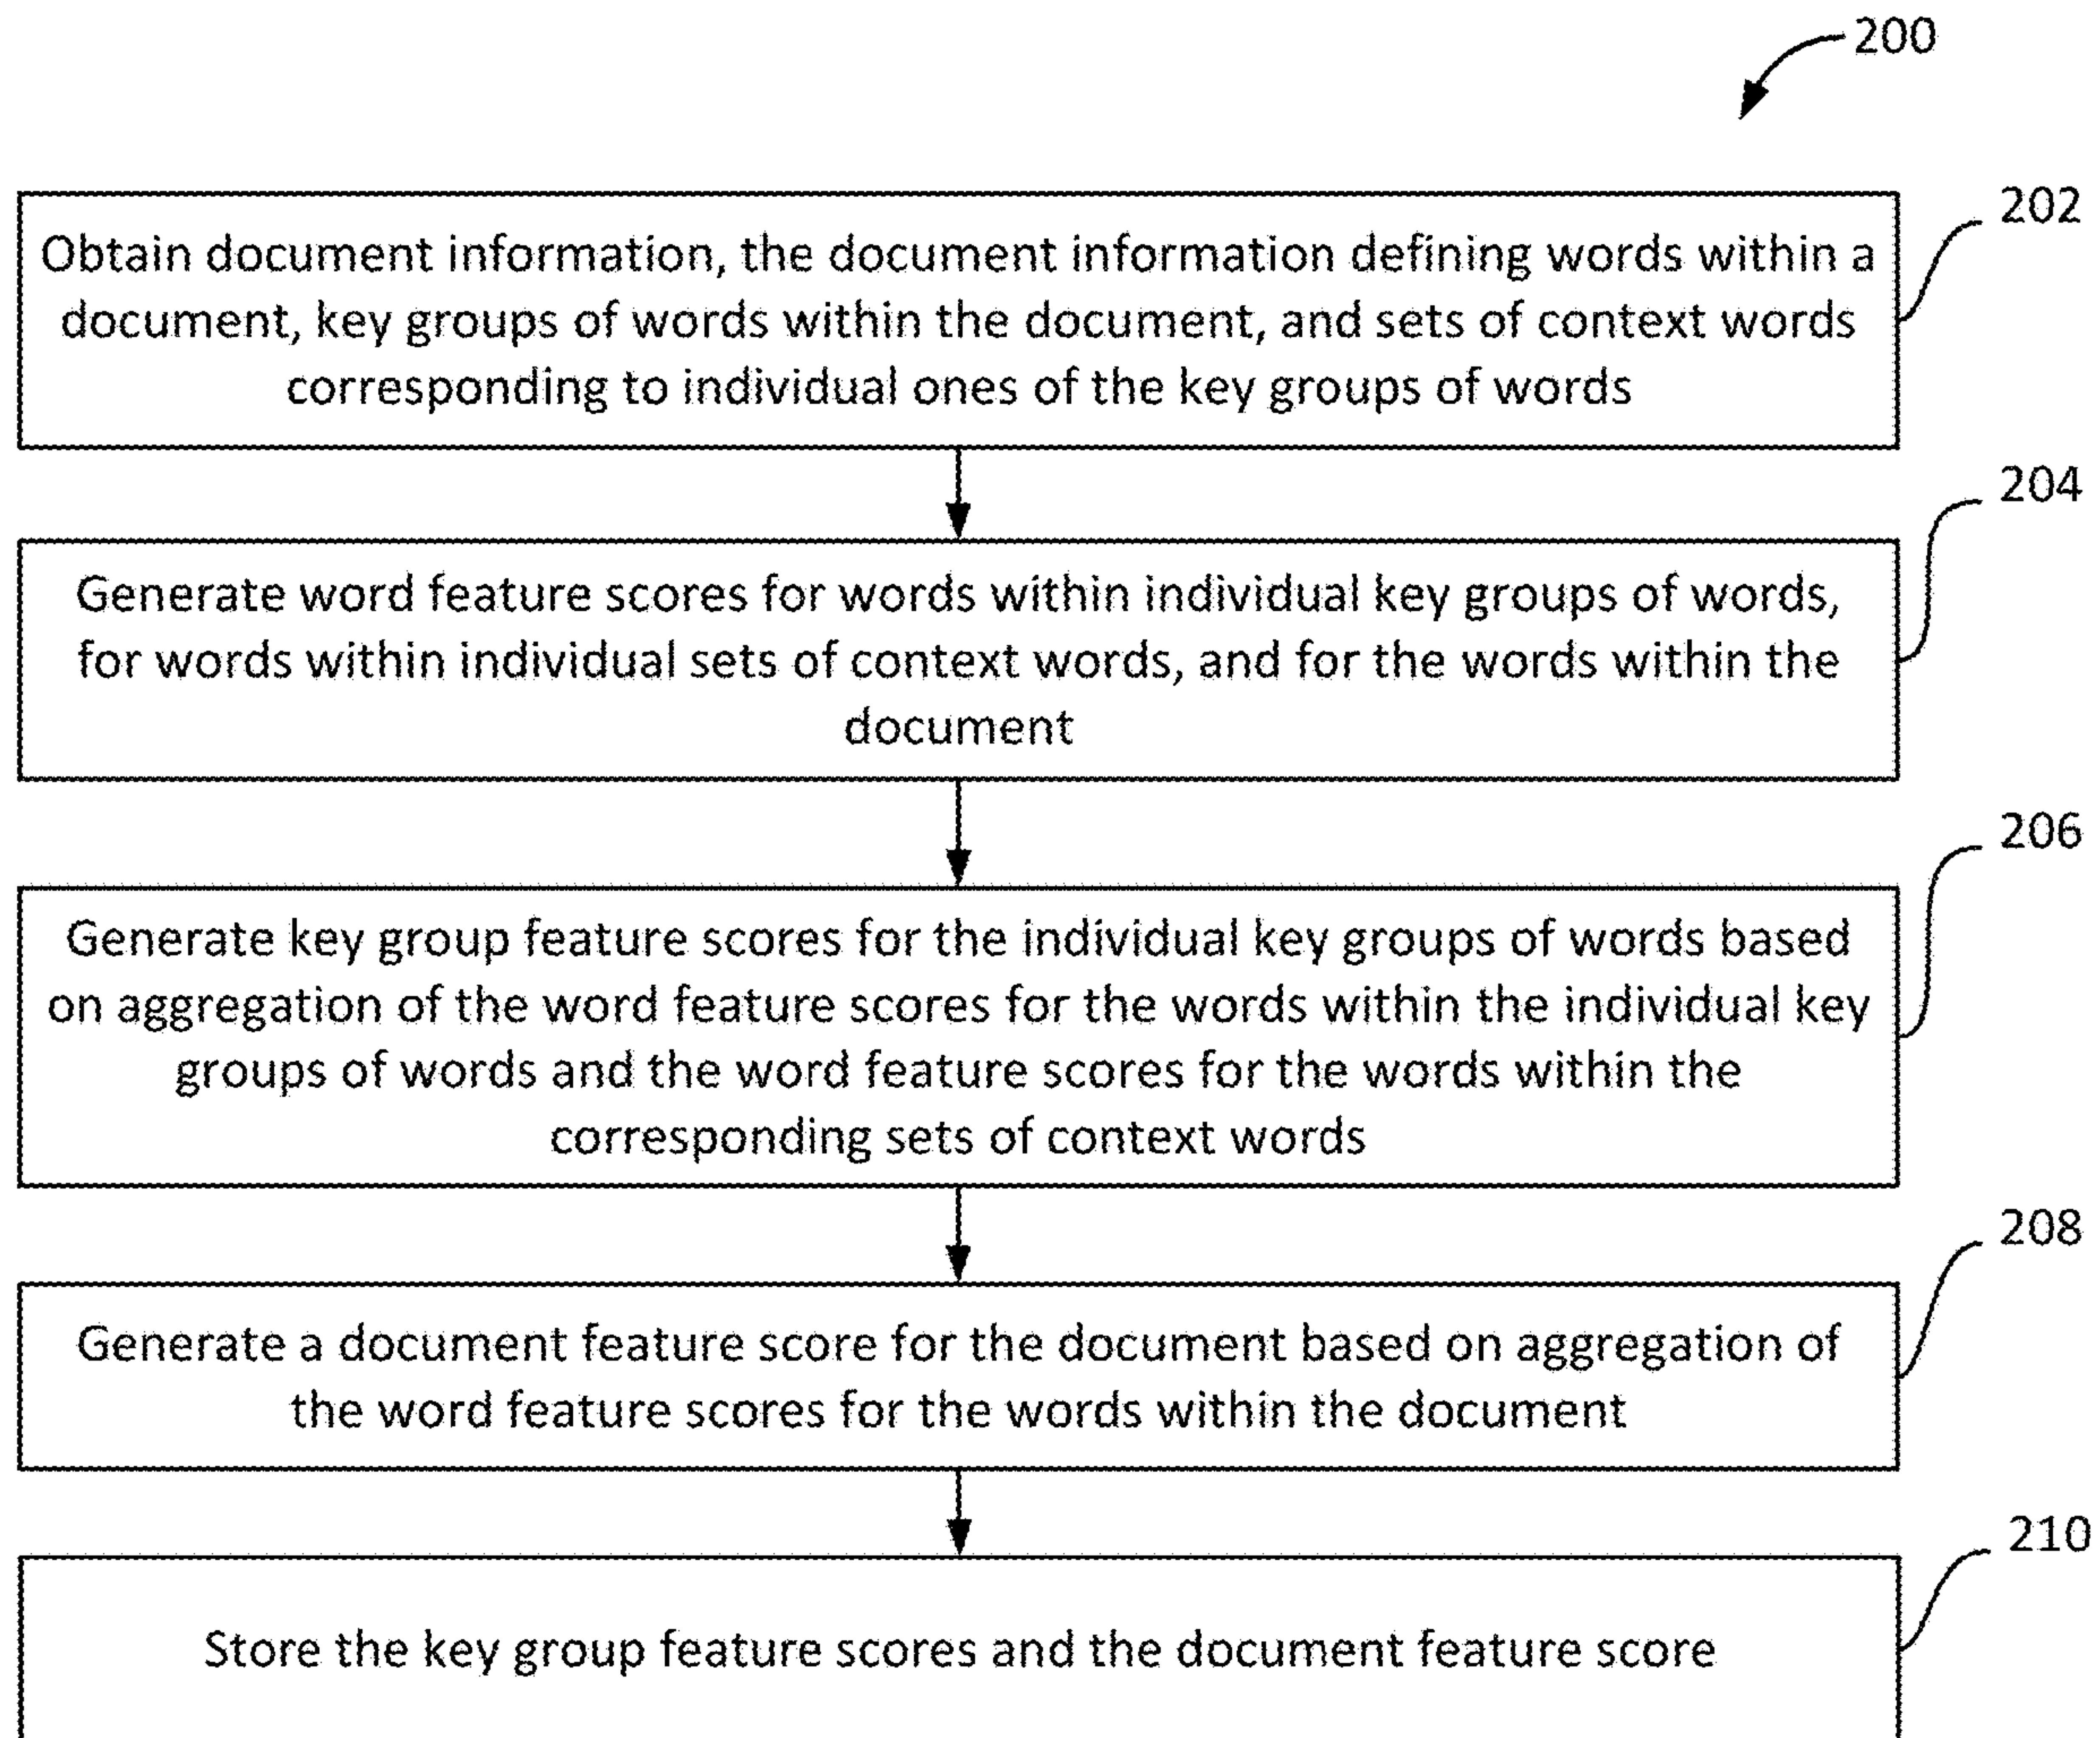 200
202
Obtain document information, the document information defining words within a
document, key groups of words within the document, and sets of context words
corresponding to individual ones of the key groups of words
204
Generate word feature scores for words within individual key groups of words,
for words within individual sets of context words, and for the words within the
document
206
Generate key group feature scores for the individual key groups of words based
on aggregation of the word feature scores for the words within the individual key
groups of words and the word feature scores for the words within the
corresponding sets of context words
208
Generate a document feature score for the document based on aggregation of
the word feature scores for the words within the document
210
Store the key group feature scores and the document feature score